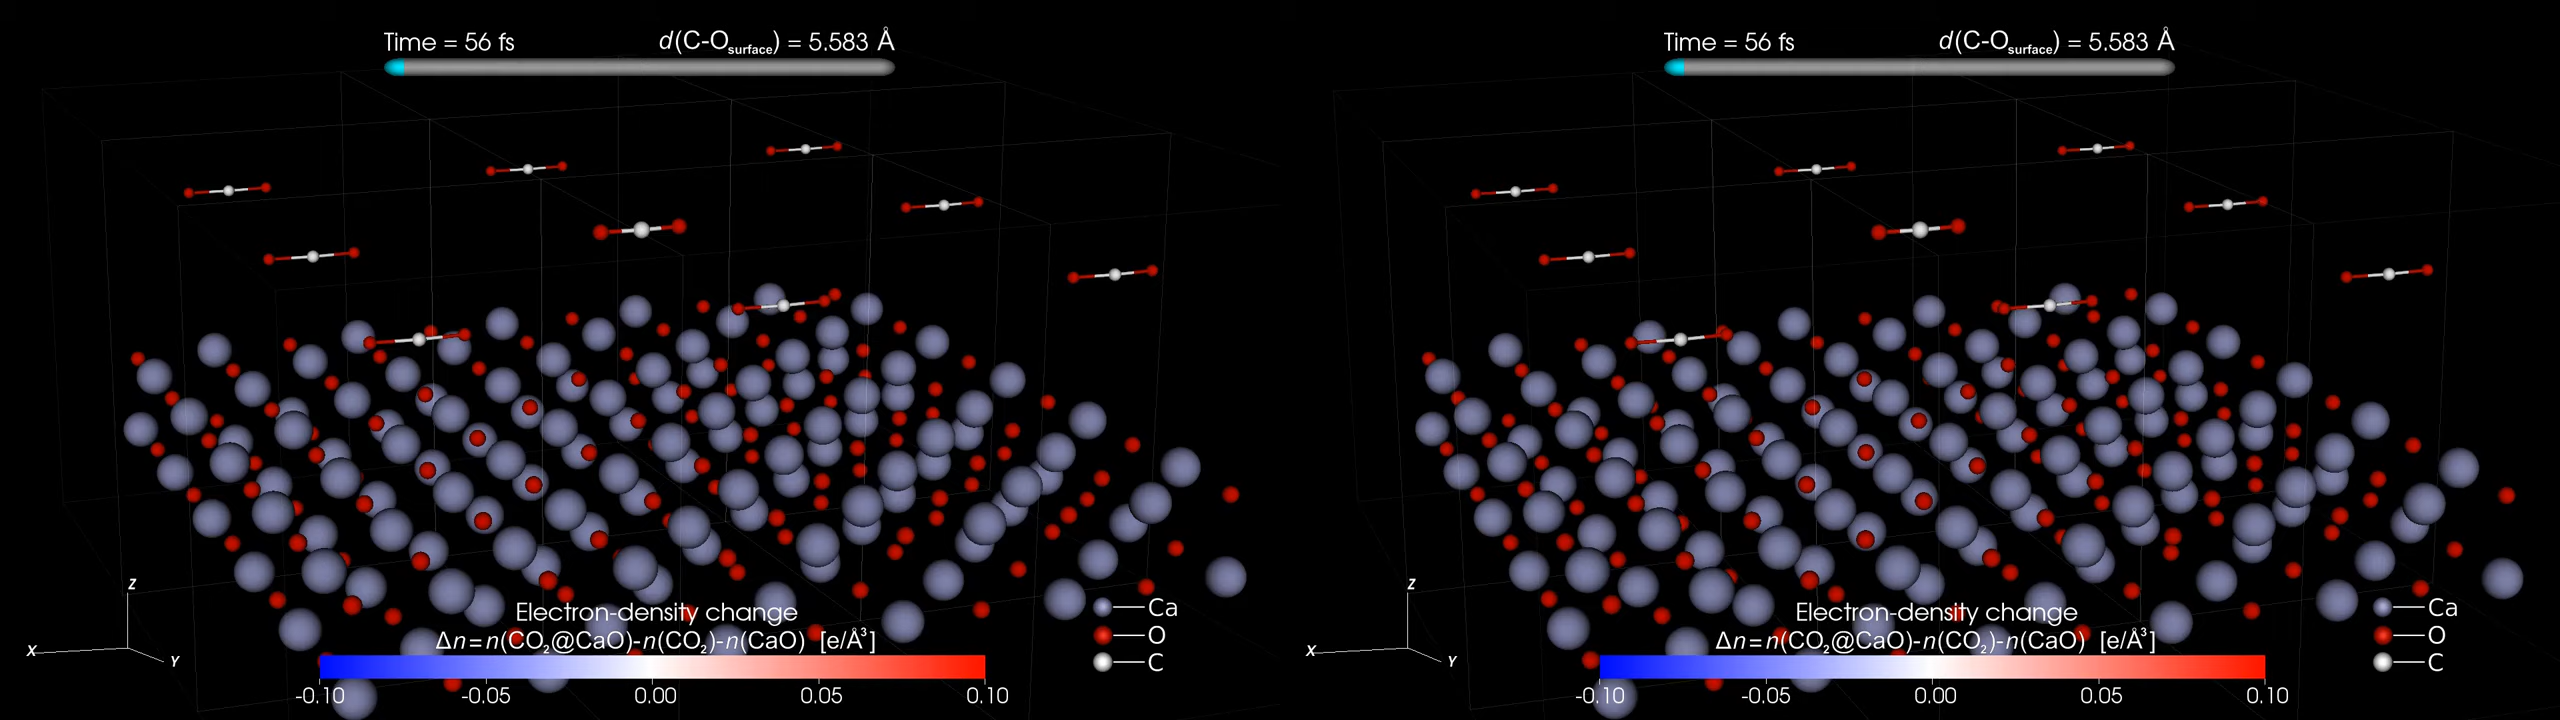 Time = 56 fs
d(C-Osurface) = 5.583 Å
Z
X
Y
Electron-density change
Δn=n(CO2@CaO)-n(CO2)-n(CaO) [e/Å3]
-0.10 -0.05 0.00 0.05 0.10
Ca
O
C
Time = 56 fs
d(C-Osurface) = 5.583 Å
Z
X
Y
Electron-density change
Δn=n(CO2@CaO)-n(CO2)-n(CaO) [e/Å3]
-0.10 -0.05 0.00 0.05 0.10
Ca
O
C